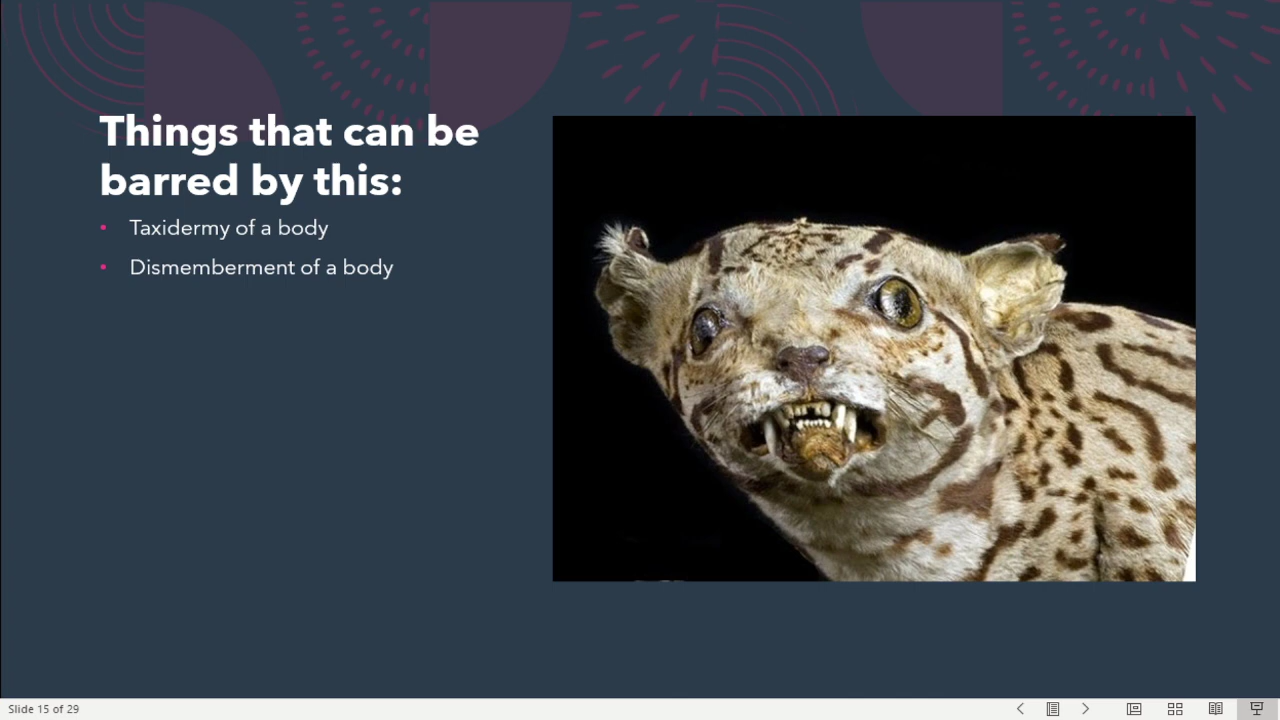 Things that can be
barred by this:
• Taxidermy of a body
• Dismemberment of a body
Slide 15 of 29